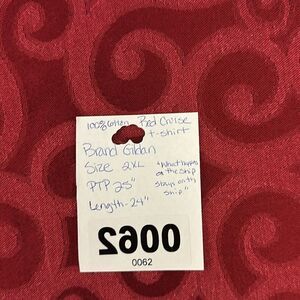 100% Cotton Red Cruise
t-shirt
Brand Gildan
Size 2XL
PTP 25"
Length - 24"
"What happens
on the ship
stays on the
ship"
0062
0062